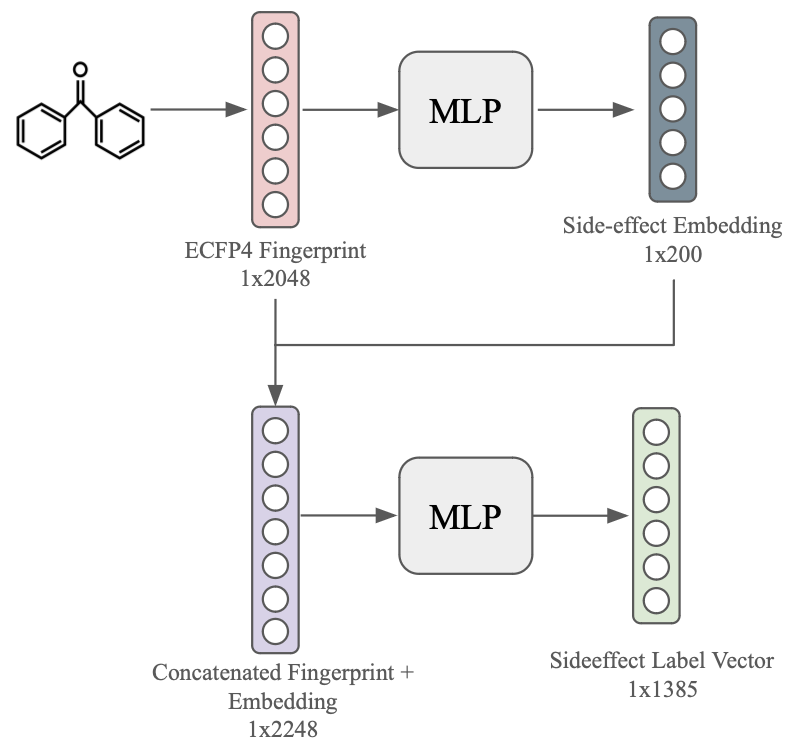 O
MLP
ECFP4 Fingerprint
1x2048
Side-effect Embedding
1x200
MLP
Concatenated Fingerprint +
Embedding
1x2248
Sideeffect Label Vector
1x1385